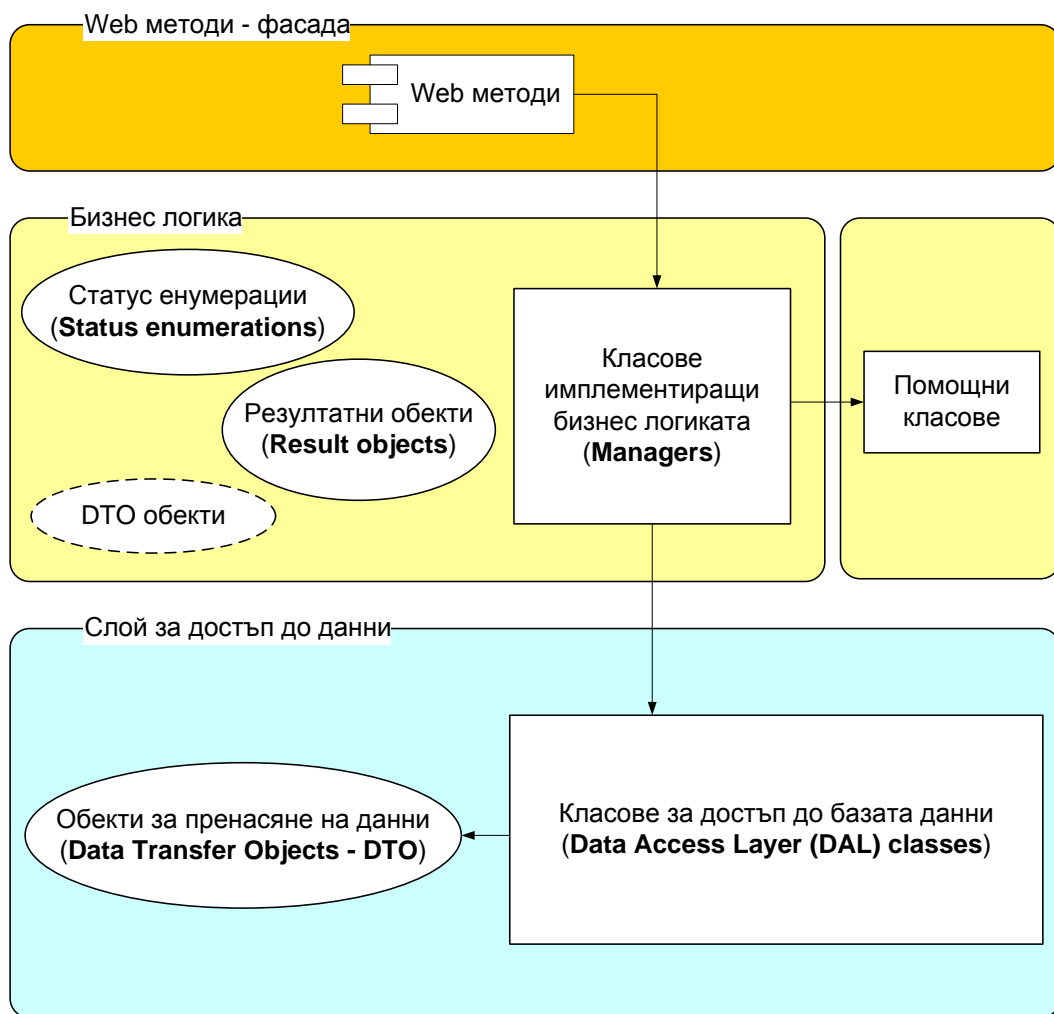 Web методи - фасада
Web методи
Бизнес логика
Статус енумерации
(Status enumerations)
Резултатни обекти
(Result objects)
DTO обекти
Класове
имплементиращи
бизнес логиката
(Managers)
Помощни
класове
Слой за достъп до данни
Обекти за пренасяне на данни
(Data Transfer Objects - DTO)
Класове за достъп до базата данни
(Data Access Layer (DAL) classes)